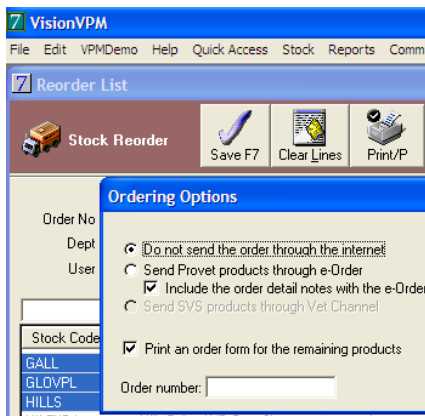 7 VisionVPM
File Edit VPMDemo Help Quick Access Stock Reports Comm
7 Reorder List
Stock Reorder
Save F7 Clear Lines Print/P
Ordering Options
Order No
Do not send the order through the internet
Dept
Send Provet products through e-Order
User
Include the order detail notes with the e-Order
Send SVS products through Vet Channel
Stock Code
Print an order form for the remaining products
GALL
GLOVPL
Order number:
HILLS